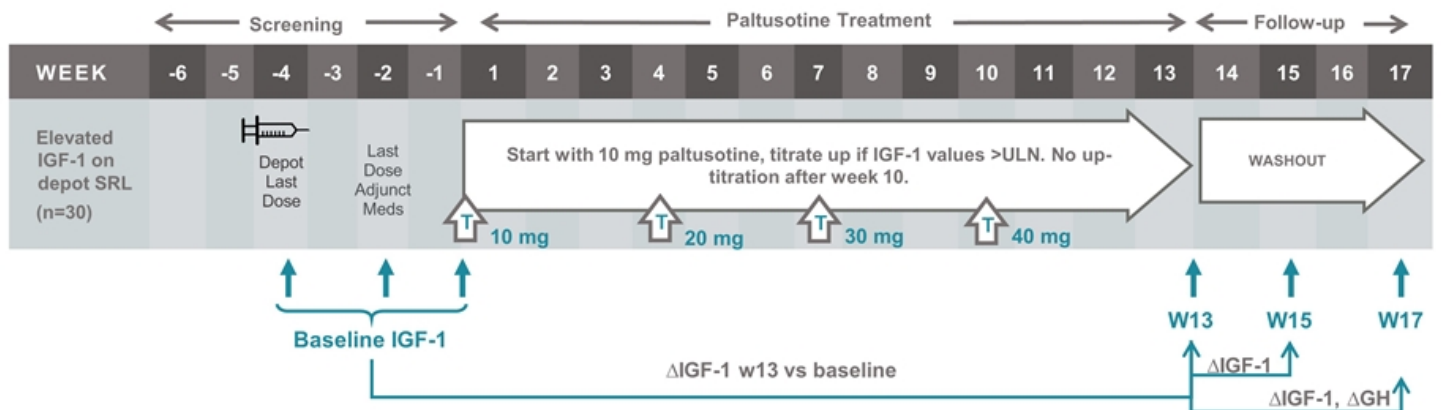 Screening
Paltusotine Treatment
Follow-up
WEEK -6 -5 -4 -3 -2 -1 1 2 3 4 5 6 7 8 9 10 11 12 13 14 15 16 17
Elevated
IGF-1 on
depot SRL
(n=30)
Depot
Last
Dose
Last
Dose
Adjunct
Meds
Start with 10 mg paltusotine, titrate up if IGF-1 values >ULN. No up-
titration after week 10.
WASHOUT
T 10 mg
T 20 mg
T 30 mg
T 40 mg
Baseline IGF-1
W13 W15 W17
∆IGF-1 w13 vs baseline
∆IGF-1
∆IGF-1, ∆GH